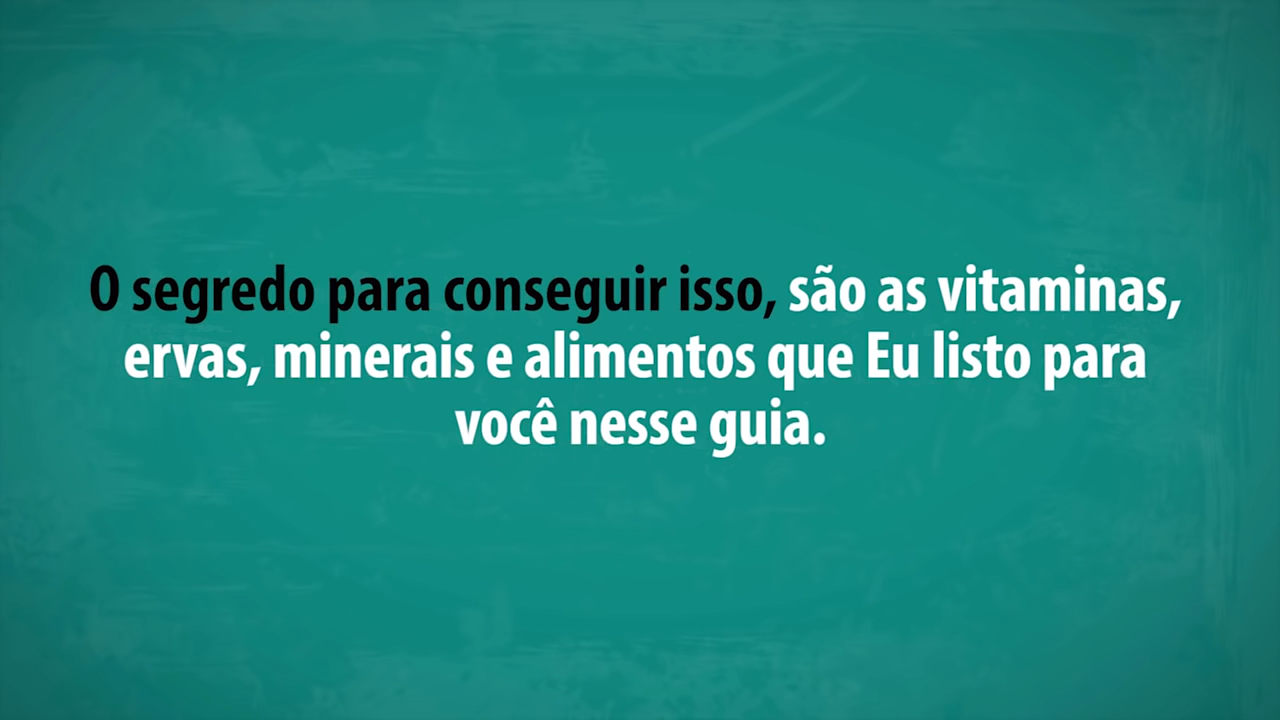 O segredo para conseguir isso, são as vitaminas,
ervas, minerais e alimentos que Eu listo para
você nesse guia.